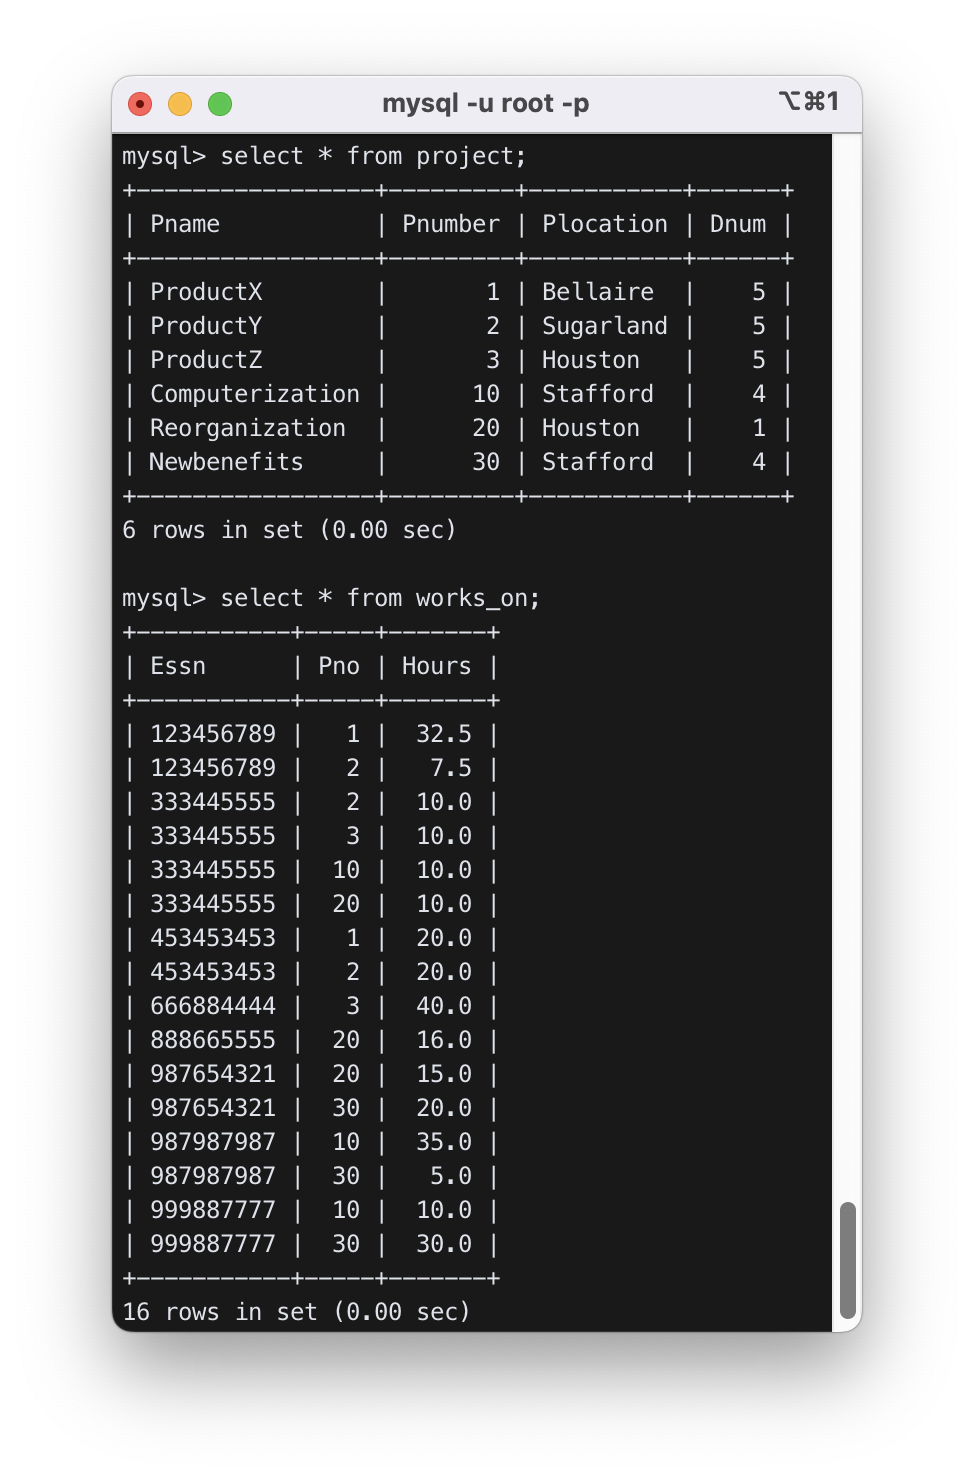 mysql -u root -p ⌥⌘1
mysql> select * from project;
+-----------------+---------+-----------+------+
| Pname           | Pnumber | Plocation | Dnum |
+-----------------+---------+-----------+------+
| ProductX        |       1 | Bellaire  |    5 |
| ProductY        |       2 | Sugarland |    5 |
| ProductZ        |       3 | Houston   |    5 |
| Computerization |      10 | Stafford  |    4 |
| Reorganization  |      20 | Houston   |    1 |
| Newbenefits     |      30 | Stafford  |    4 |
+-----------------+---------+-----------+------+
6 rows in set (0.00 sec)

mysql> select * from works_on;
+-----------+-----+-------+
| Essn      | Pno | Hours |
+-----------+-----+-------+
| 123456789 |   1 |  32.5 |
| 123456789 |   2 |   7.5 |
| 333445555 |   2 |  10.0 |
| 333445555 |   3 |  10.0 |
| 333445555 |  10 |  10.0 |
| 333445555 |  20 |  10.0 |
| 453453453 |   1 |  20.0 |
| 453453453 |   2 |  20.0 |
| 666884444 |   3 |  40.0 |
| 888665555 |  20 |  16.0 |
| 987654321 |  20 |  15.0 |
| 987654321 |  30 |  20.0 |
| 987987987 |  10 |  35.0 |
| 987987987 |  30 |   5.0 |
| 999887777 |  10 |  10.0 |
| 999887777 |  30 |  30.0 |
+-----------+-----+-------+
16 rows in set (0.00 sec)